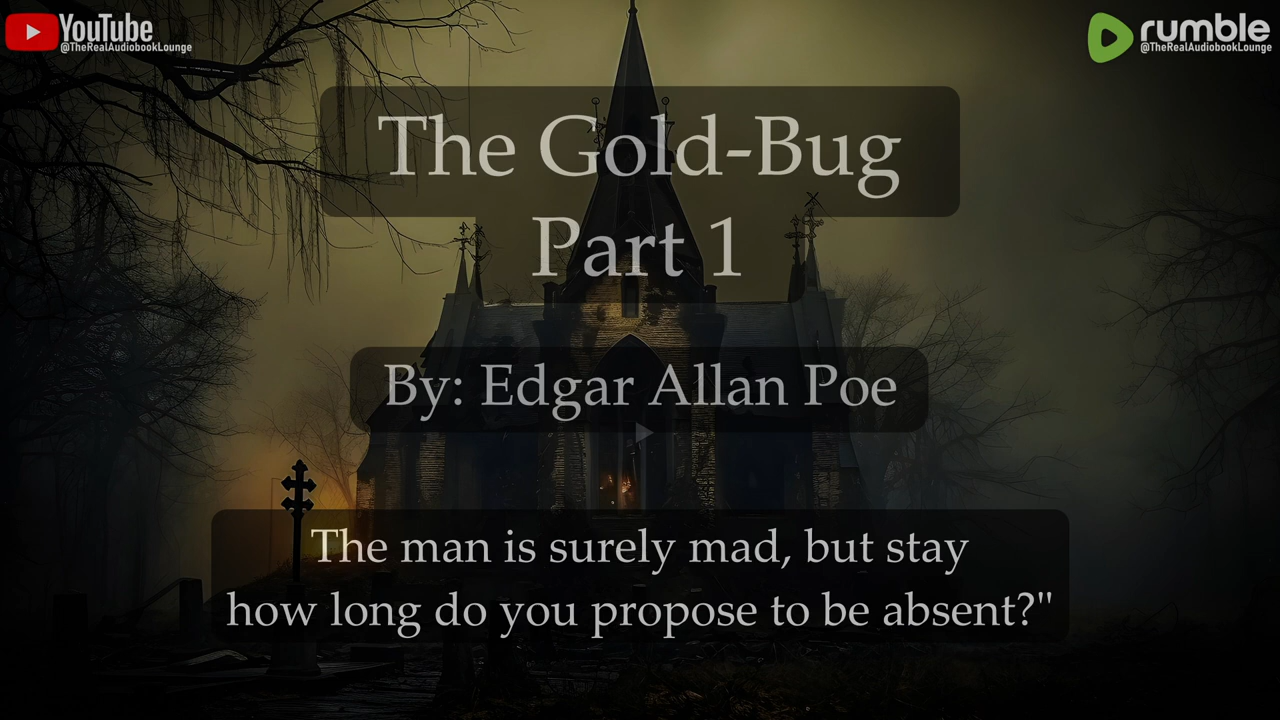 YouTube
@TheRealAudiobookLounge
rumble
@TheRealAudiobookLounge
The Gold-Bug
Part 1
By: Edgar Allan Poe
The man is surely mad, but stay
how long do you propose to be absent?"